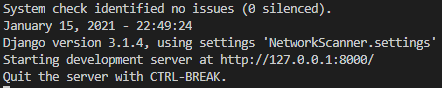 System check identified no issues (0 silenced).
January 15, 2021 - 22:49:24
Django version 3.1.4, using settings 'NetworkScanner.settings'
Starting development server at http://127.0.0.1:8000/
Quit the server with CTRL-BREAK.